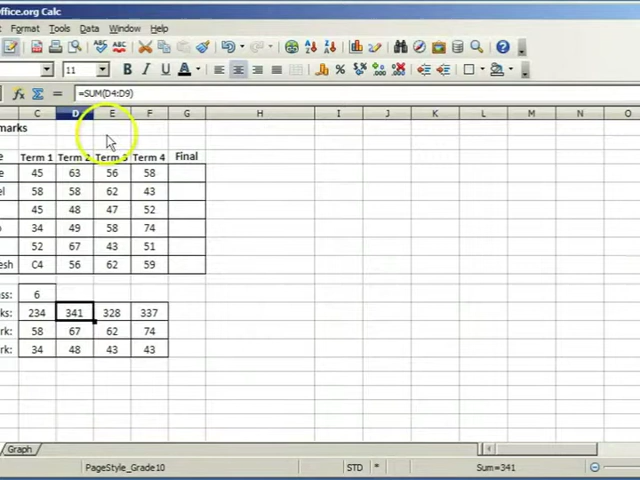 ffice.org Calc
Format Tools Data Window Help
11
=SUM(D4:D9)
C D E F G H I J K L M N
marks
e Term 1 Term 2 Term 3 Term 4 Final
e 45 63 56 58
el 58 58 62 43
45 48 47 52
o 34 49 58 74
52 67 43 51
esh C4 56 62 59
ass: 6
ks: 234 341 328 337
rk: 58 67 62 74
rk: 34 48 43 43
Graph
PageStyle_Grade10 STD * Sum=341